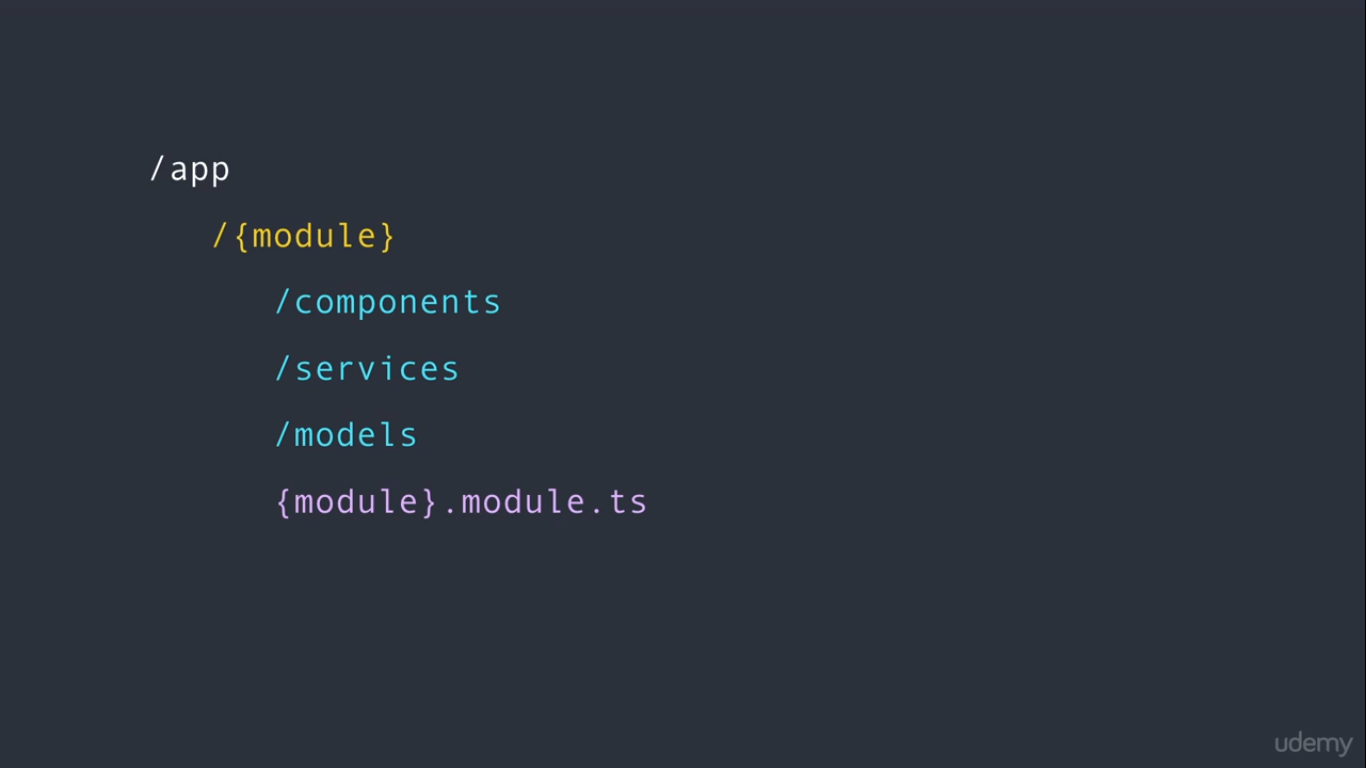 /app
/{module}
/components
/services
/models
{module}.module.ts
udemy